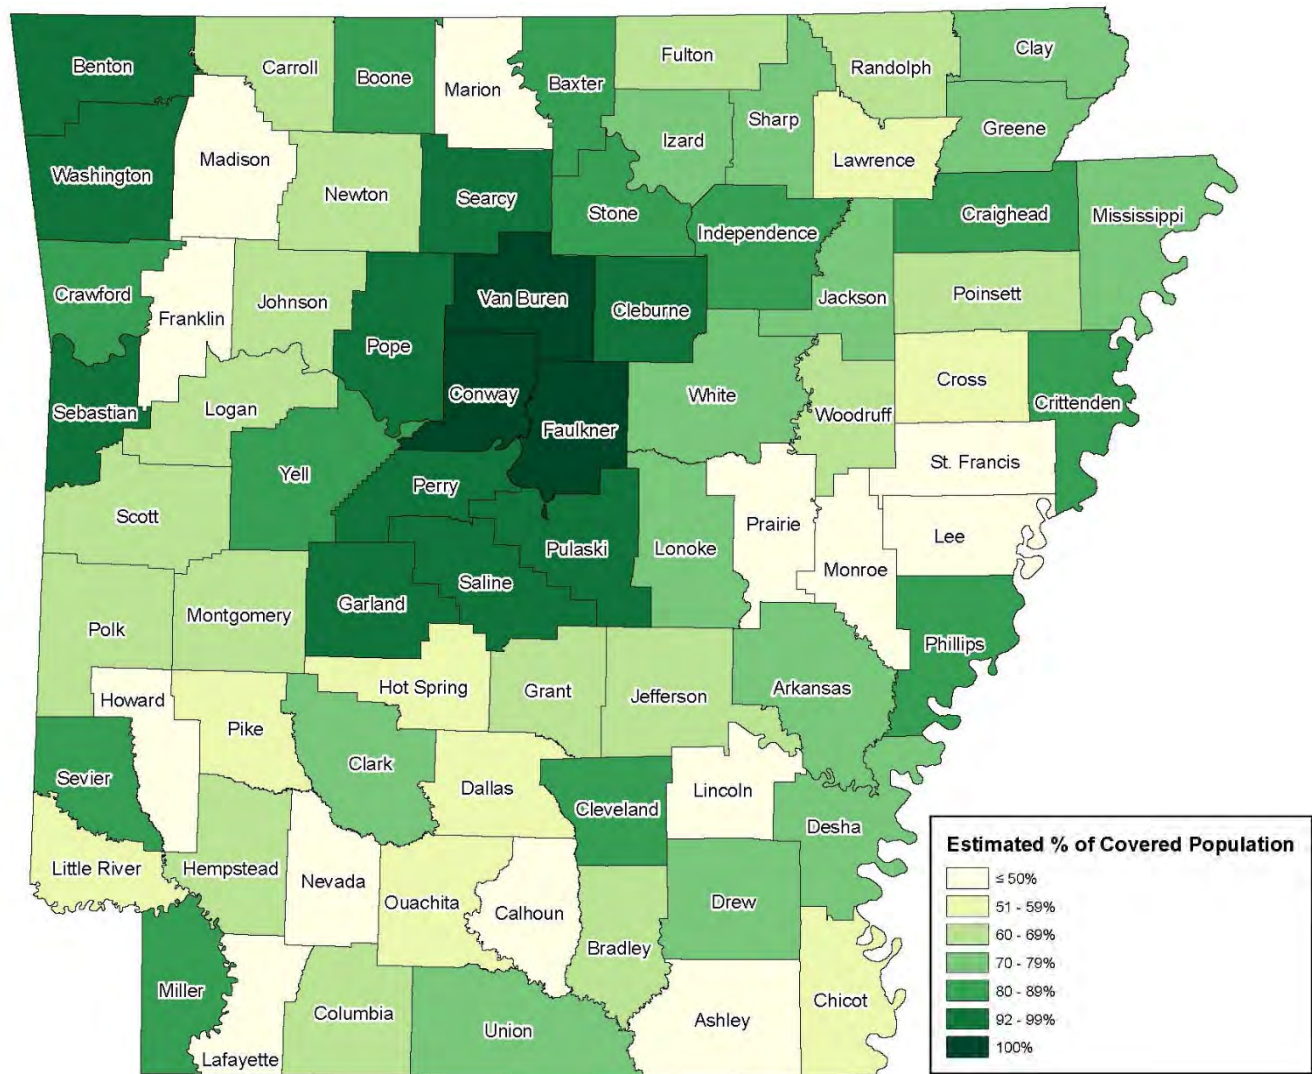 Benton
Carroll
Boone
Marion
Baxter
Fulton
Randolph
Clay
Sharp
Greene
Izard
Lawrence
Madison
Washington
Newton
Searcy
Stone
Independence
Craighead
Mississippi
Crawford
Franklin
Johnson
Van Buren
Cleburne
Jackson
Poinsett
Pope
Conway
White
Cross
Crittenden
Sebastian
Logan
Faulkner
Woodruff
St. Francis
Yell
Perry
Scott
Prairie
Lee
Pulaski
Lonoke
Monroe
Saline
Garland
Montgomery
Polk
Phillips
Hot Spring
Grant
Jefferson
Arkansas
Howard
Pike
Clark
Sevier
Dallas
Cleveland
Lincoln
Desha
Little River
Hempstead
Nevada
Ouachita
Calhoun
Drew
Bradley
Miller
Columbia
Union
Ashley
Chicot
Lafayette
Estimated % of Covered Population
≤ 50%
51 - 59%
60 - 69%
70 - 79%
80 - 89%
92 - 99%
100%